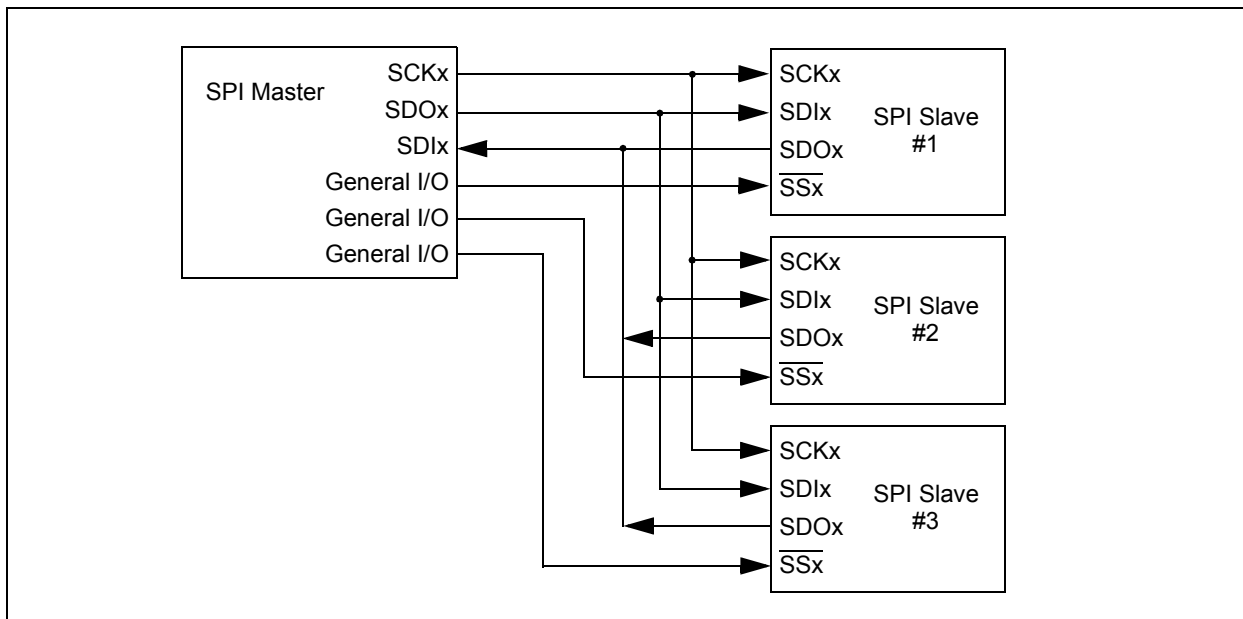 SPI Master
SCKx
SDOx
SDIx
General I/O
General I/O
General I/O
SCKx
SDIx
SDOx
SSx
SPI Slave
#1
SCKx
SDIx
SDOx
SSx
SPI Slave
#2
SCKx
SDIx
SDOx
SSx
SPI Slave
#3